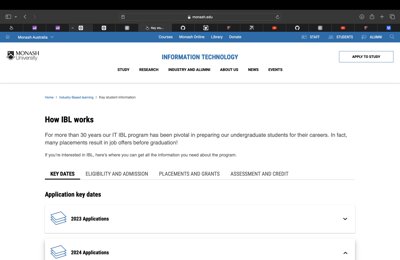 monash.edu
Monash Australia
Courses Monash Online Library Donate
STAFF STUDENTS ALUMNI
MONASH University
INFORMATION TECHNOLOGY
APPLY TO STUDY
STUDY RESEARCH INDUSTRY AND ALUMNI ABOUT US NEWS EVENTS
Home / Industry-Based learning / Key student information
How IBL works
For more than 30 years our IT IBL program has been pivotal in preparing our undergraduate students for their careers. In fact,
many placements result in job offers before graduation!
If you're interested in IBL, here's where you can get all the information you need about the program:
KEY DATES ELIGIBILITY AND ADMISSION PLACEMENTS AND GRANTS ASSESSMENT AND CREDIT
Application key dates
2023 Applications
2024 Applications